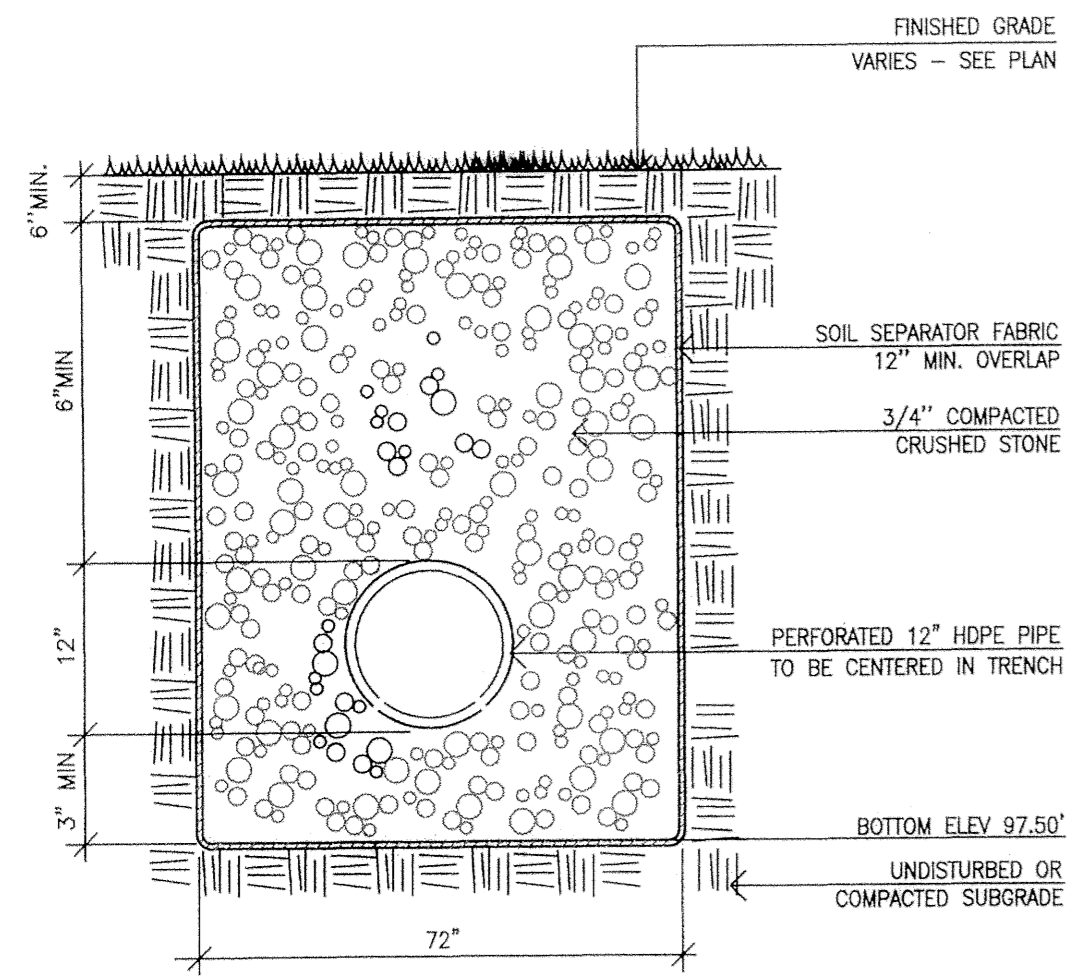 FINISHED GRADE
VARIES - SEE PLAN
6"MIN.
SOIL SEPARATOR FABRIC
12" MIN. OVERLAP
6"MIN
3/4" COMPACTED
CRUSHED STONE
12"
PERFORATED 12" HDPE PIPE
TO BE CENTERED IN TRENCH
3" MIN
BOTTOM ELEV 97.50'
UNDISTURBED OR
COMPACTED SUBGRADE
72"